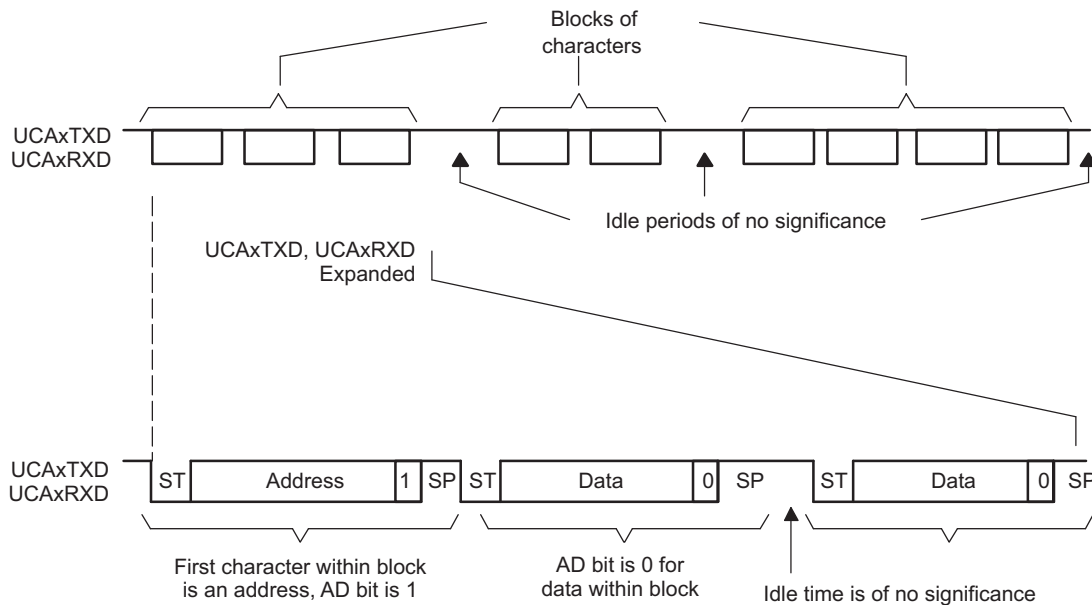 Blocks of
characters
UCAxTXD
UCAxRXD
Idle periods of no significance
UCAxTXD, UCAxRXD
Expanded
UCAxTXD
UCAxRXD
ST Address 1 SP ST Data 0 SP ST Data 0 SP
First character within block
is an address, AD bit is 1
AD bit is 0 for
data within block
Idle time is of no significance